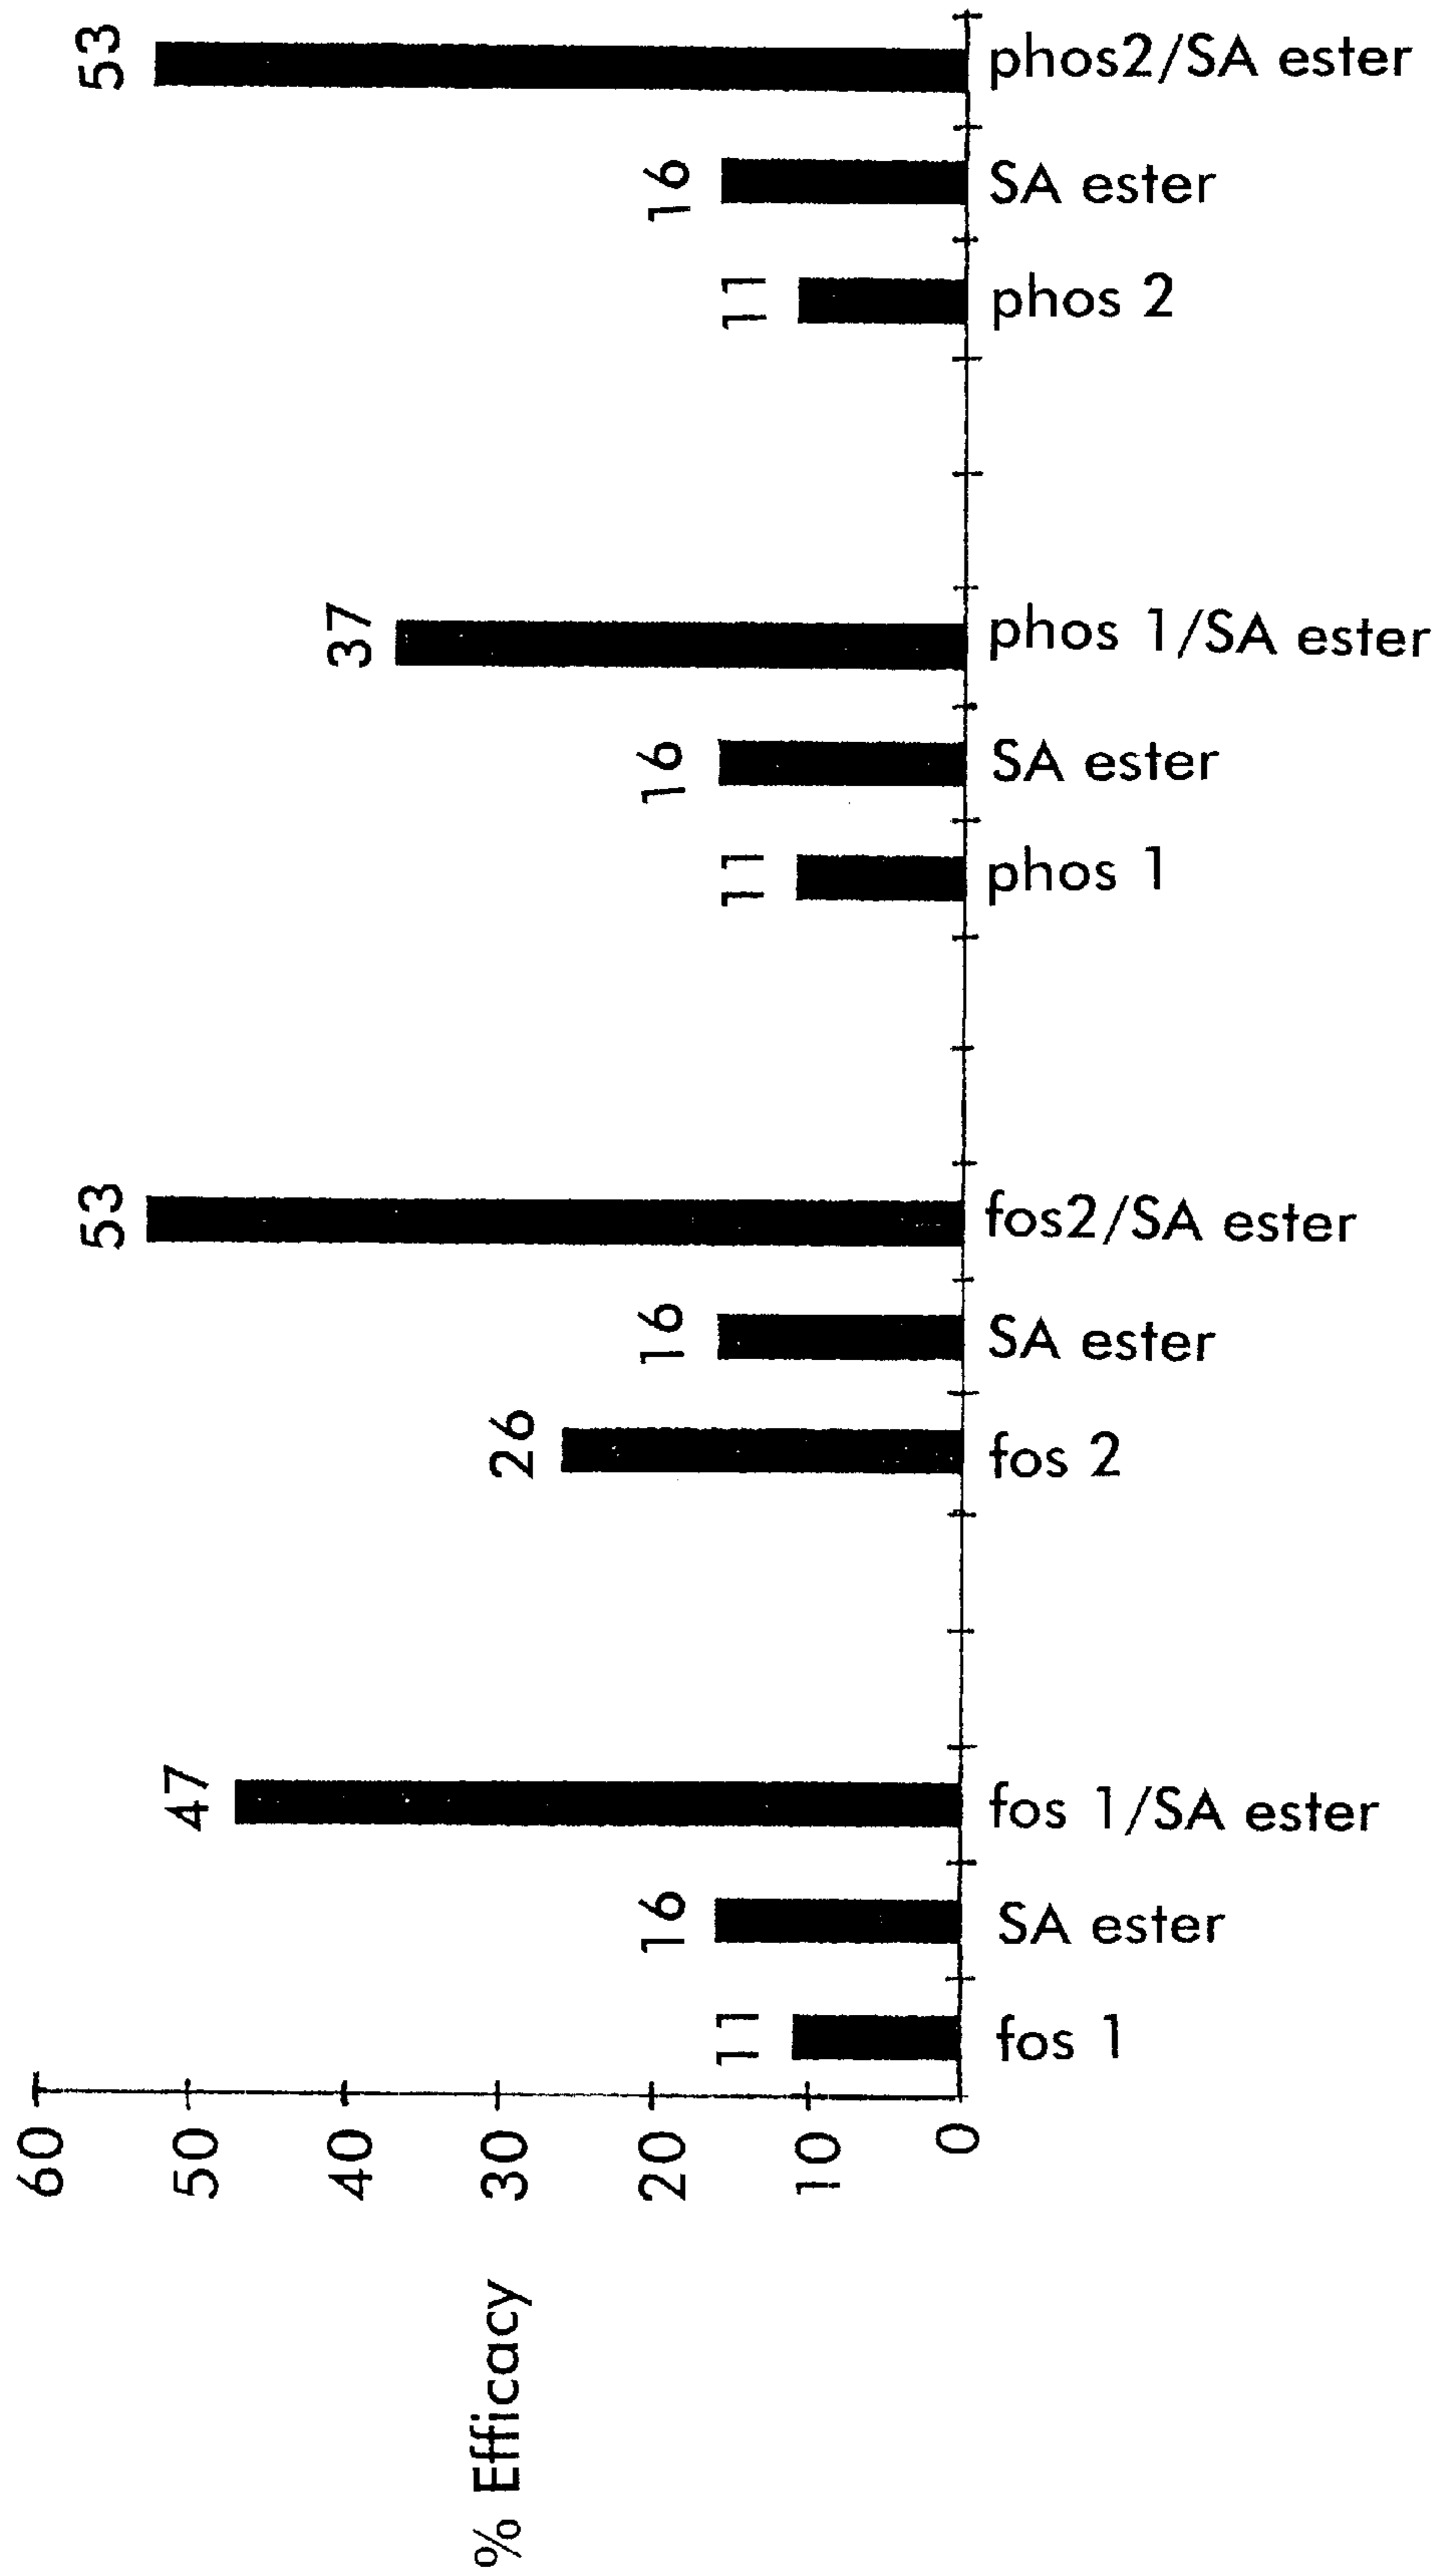 53
phos2/SA ester
16
SA ester
11
phos 2
37
phos 1/SA ester
16
SA ester
11
phos 1
53
fos2/SA ester
16
SA ester
26
fos 2
47
fos 1/SA ester
16
SA ester
11
fos 1
60
50
40
30
20
10
0
% Efficacy